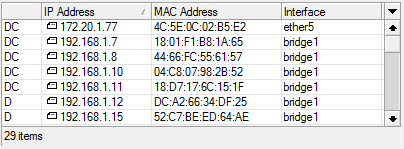 IP Address MAC Address Interface
DC 172.20.1.77 4C:5E:0C:02:B5:E2 ether5
DC 192.168.1.7 18:01:F1:B8:1A:65 bridge1
DC 192.168.1.8 44:66:FC:55:61:57 bridge1
DC 192.168.1.10 04:C8:07:98:2B:52 bridge1
DC 192.168.1.11 18:D7:17:6C:15:1F bridge1
D 192.168.1.12 DC:A2:66:34:DF:25 bridge1
D 192.168.1.15 52:C7:BE:ED:64:AE bridge1
29 items